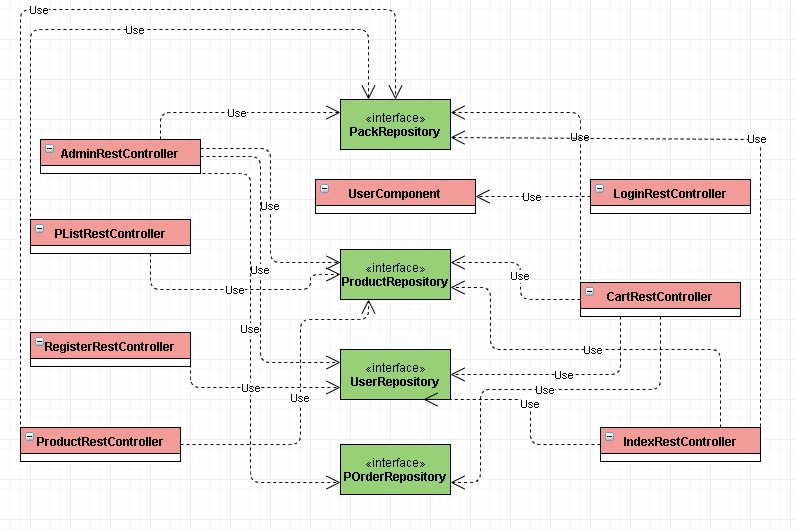 Use
Use
Use
«interface»
PackRepository
Use
Use
AdminRestController
UserComponent
Use
LoginRestController
Use
PListRestController
«interface»
ProductRepository
Use
Use
Use
CartRestController
Use
RegisterRestController
Use
«interface»
UserRepository
Use
Use
Use
Use
Use
ProductRestController
IndexRestController
«interface»
POrderRepository